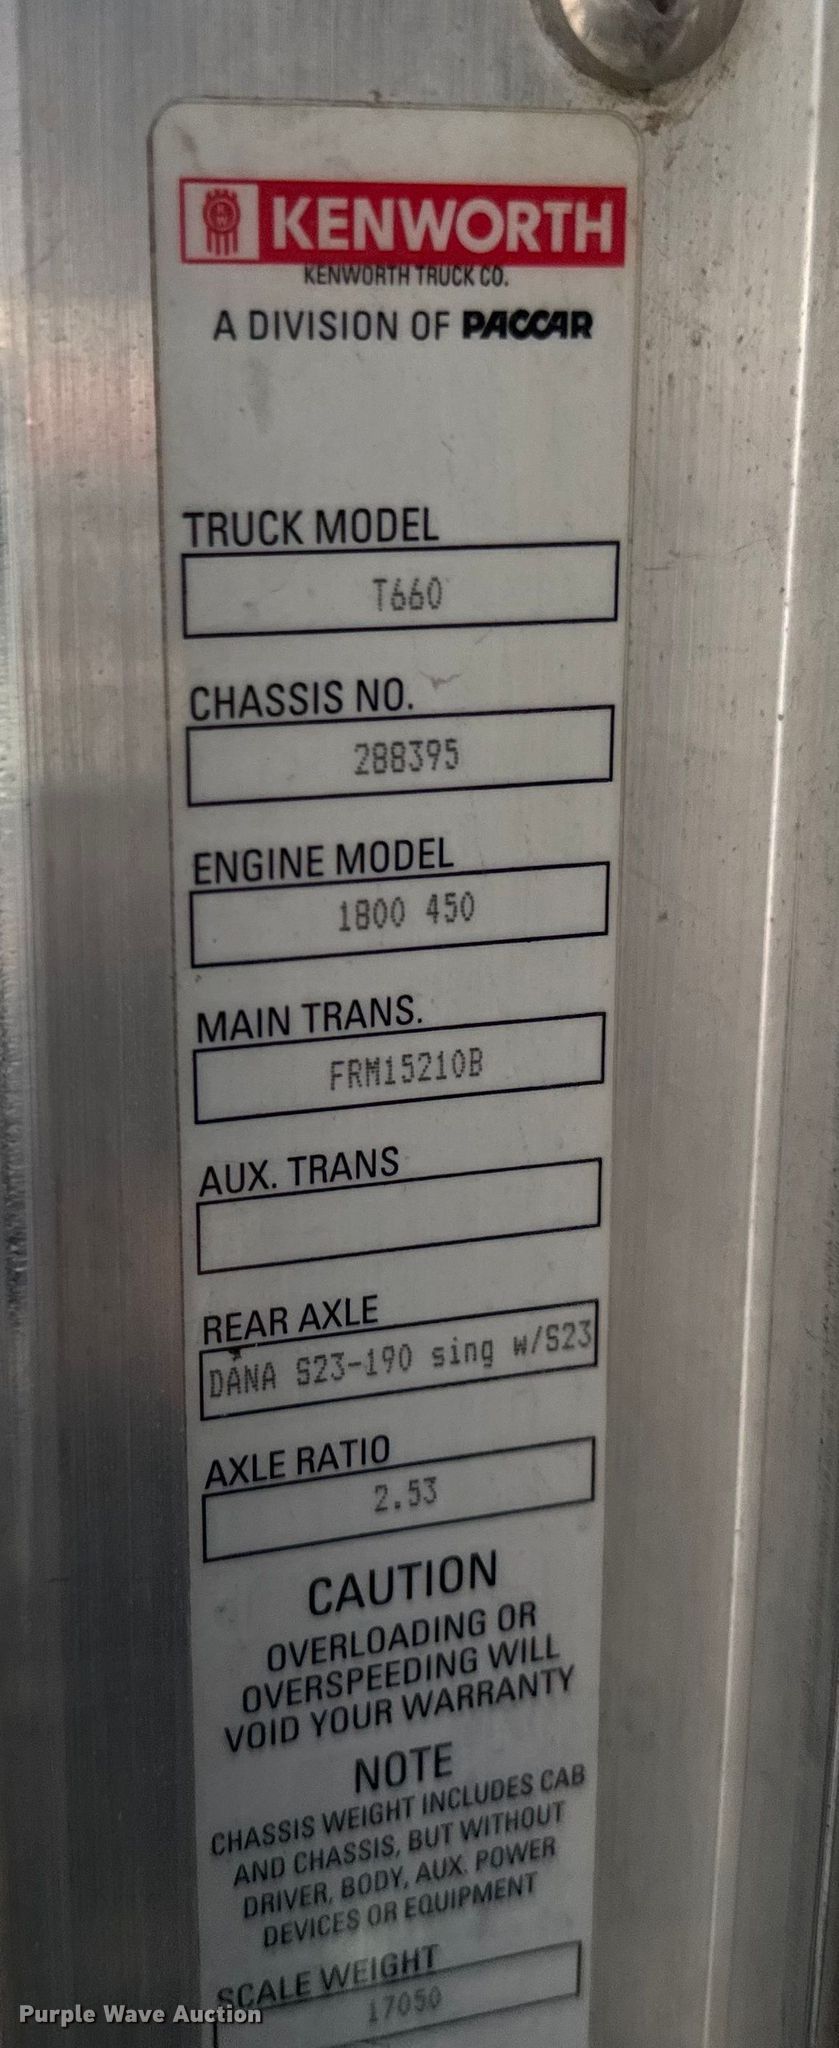 KENWORTH
KENWORTH TRUCK CO.
A DIVISION OF PACCAR
TRUCK MODEL
T660
CHASSIS NO.
288395
ENGINE MODEL
1800 450
MAIN TRANS.
FRM15210B
AUX. TRANS
REAR AXLE
DANA S23-190 sing w/S23
AXLE RATIO
2.53
CAUTION
OVERLOADING OR
OVERSPEEDING WILL
VOID YOUR WARRANTY
NOTE
CHASSIS WEIGHT INCLUDES CAB
AND CHASSIS, BUT WITHOUT
DRIVER, BODY, AUX. POWER
DEVICES OR EQUIPMENT
SCALE WEIGHT
17050
Purple Wave Auction